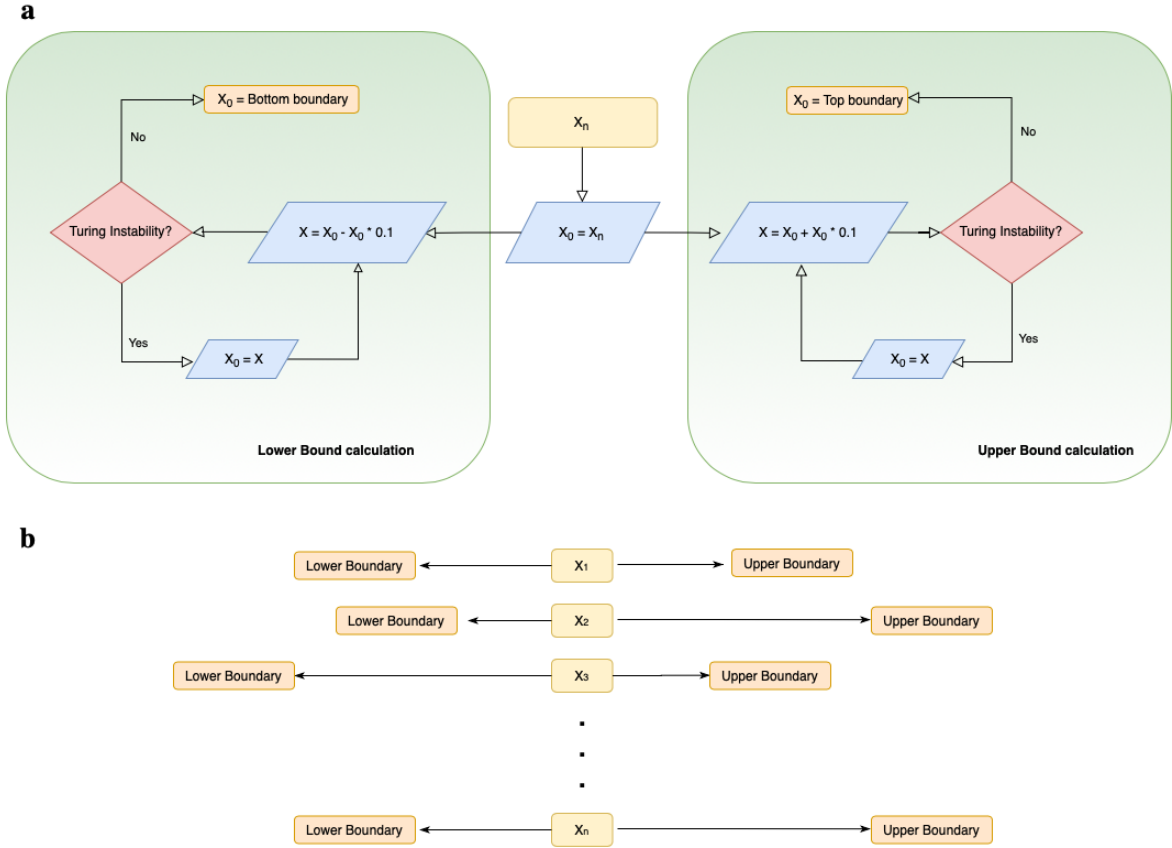 a
X₀ = Bottom boundary
No
Turing Instability?
X = X₀ - X₀ * 0.1
Yes
X₀ = X
Lower Bound calculation
Xₙ
X₀ = Xₙ
X₀ = Top boundary
No
X = X₀ + X₀ * 0.1
Turing Instability?
Yes
X₀ = X
Upper Bound calculation
b
Lower Boundary X₁ Upper Boundary
Lower Boundary X₂ Upper Boundary
Lower Boundary X₃ Upper Boundary
.
.
.
Lower Boundary Xₙ Upper Boundary